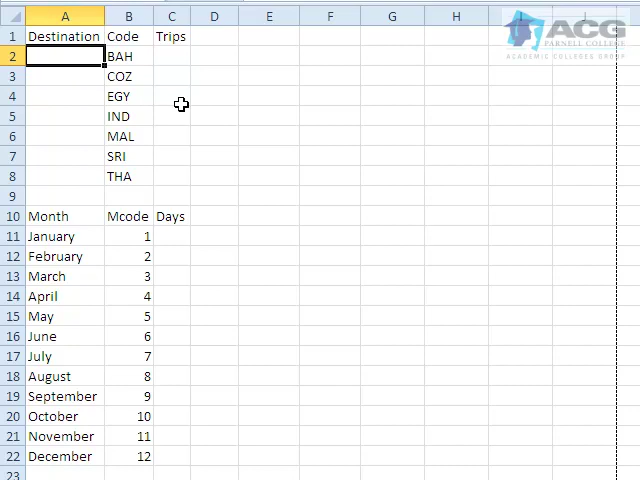 A B C D E F G H I J
1 Destination Code Trips
2 BAH
3 COZ
4 EGY
5 IND
6 MAL
7 SRI
8 THA
9
10 Month Mcode Days
11 January 1
12 February 2
13 March 3
14 April 4
15 May 5
16 June 6
17 July 7
18 August 8
19 September 9
20 October 10
21 November 11
22 December 12
23
ACG
PARNELL COLLEGE
ACADEMIC COLLEGES GROUP